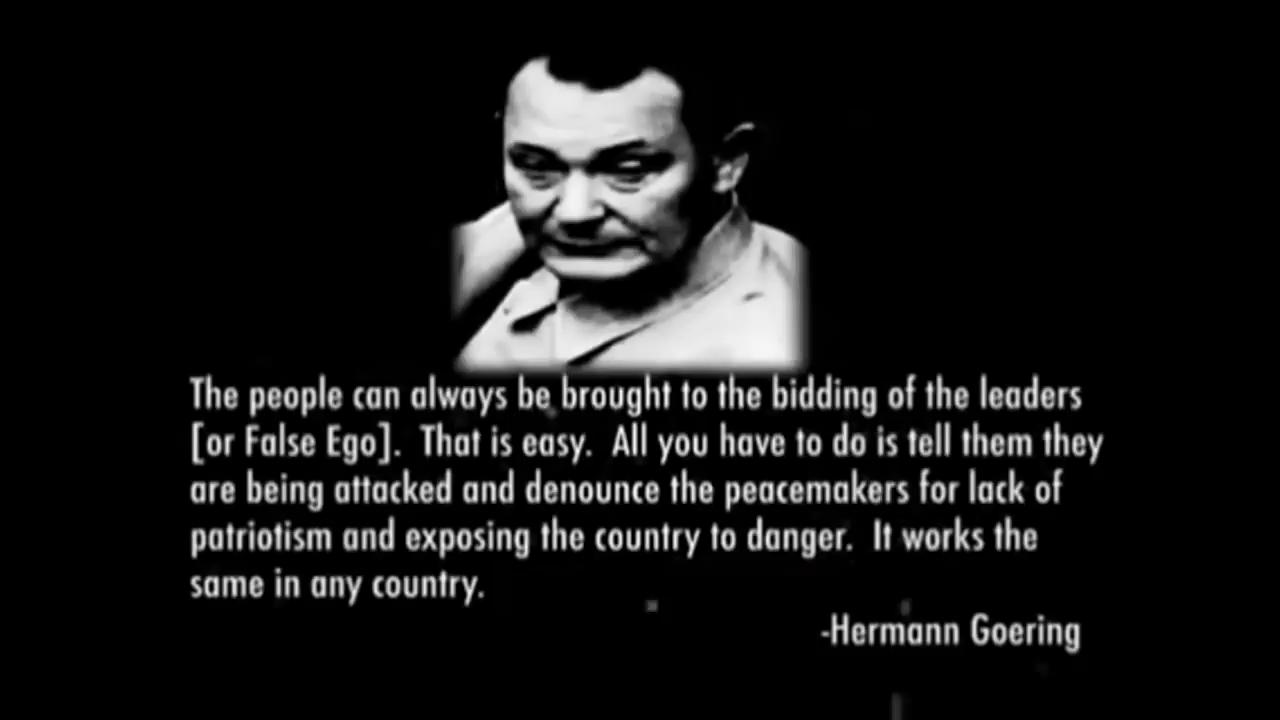 The people can always be brought to the bidding of the leaders
[or False Ego].  That is easy.  All you have to do is tell them they
are being attacked and denounce the peacemakers for lack of
patriotism and exposing the country to danger.  It works the
same in any country.
-Hermann Goering